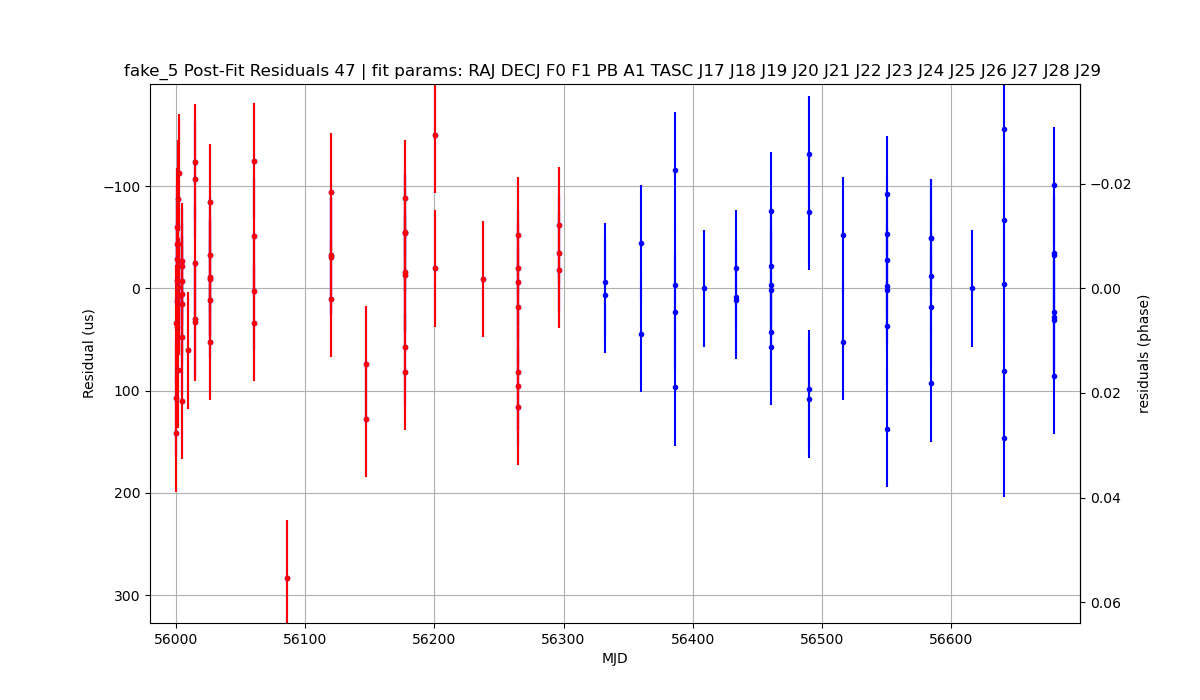 fake_5 Post-Fit Residuals 47 | fit params: RAJ DECJ F0 F1 PB A1 TASC J17 J18 J19 J20 J21 J22 J23 J24 J25 J26 J27 J28 J29
−100
0
100
200
300
Residual (us)
−0.02
0.00
0.02
0.04
0.06
residuals (phase)
56000 56100 56200 56300 56400 56500 56600
MJD